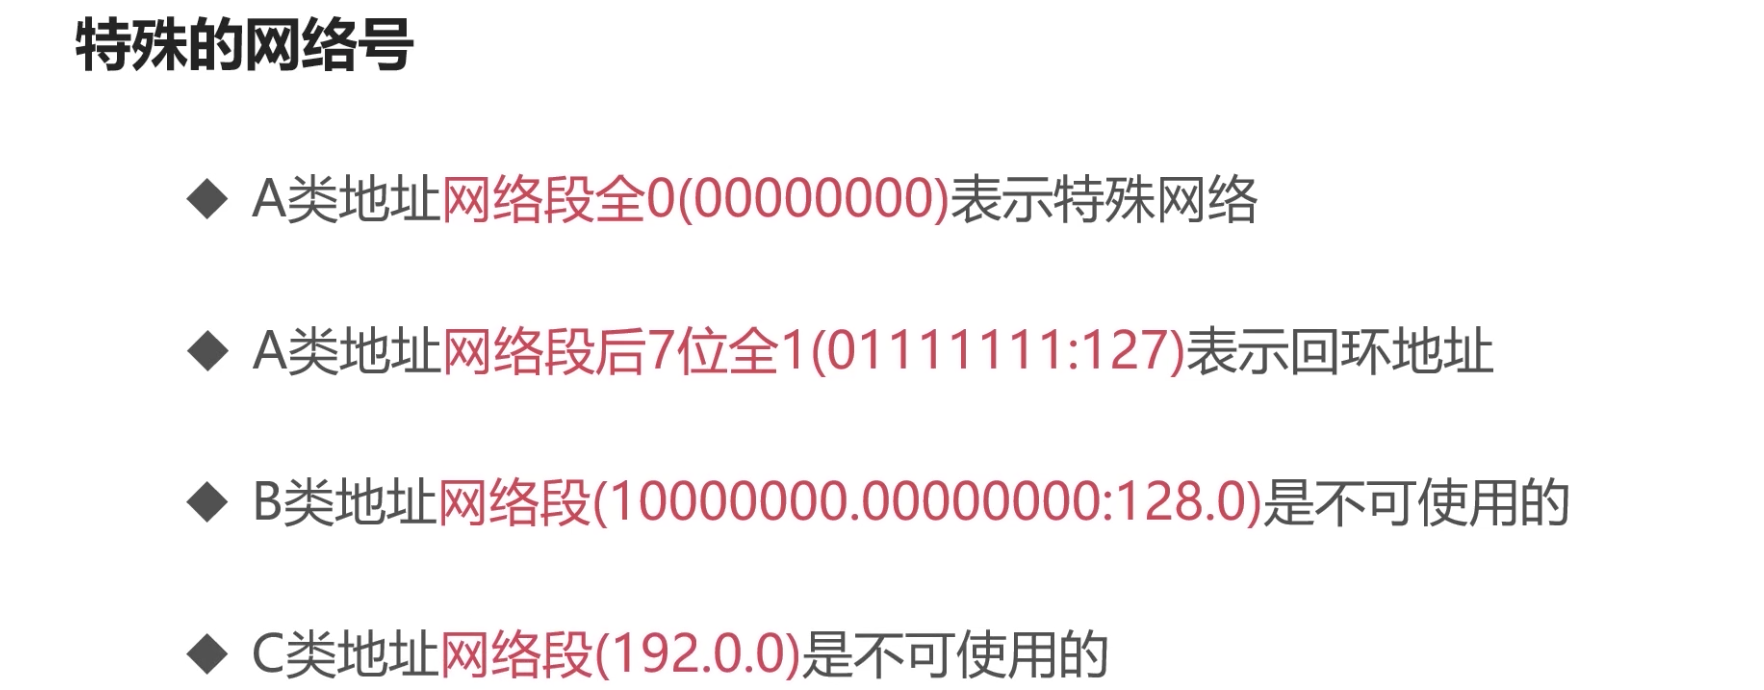 特殊的网络号
◆ A类地址网络段全0(00000000)表示特殊网络
◆ A类地址网络段后7位全1(01111111:127)表示回环地址
◆ B类地址网络段(10000000.00000000:128.0)是不可使用的
◆ C类地址网络段(192.0.0)是不可使用的